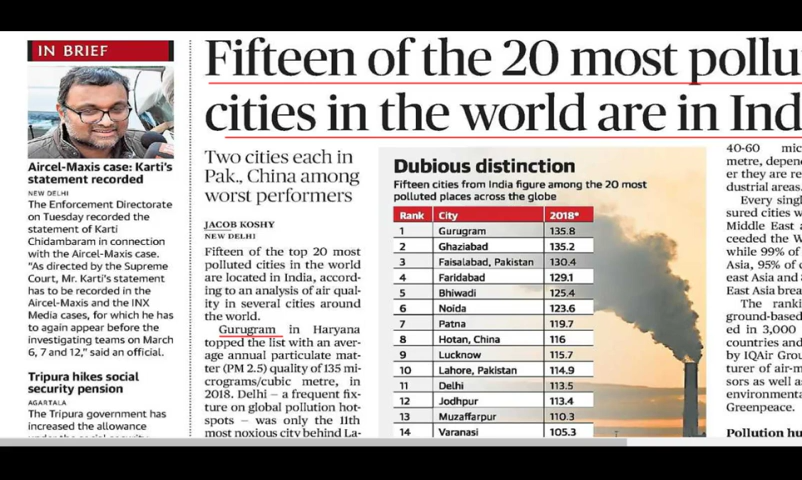 IN BRIEF
Aircel-Maxis case: Karti's
statement recorded
NEW DELHI
The Enforcement Directorate
on Tuesday recorded the
statement of Karti
Chidambaram in connection
with the Aircel-Maxis case.
"As directed by the Supreme
Court, Mr. Karti's statement
has to be recorded in the
Aircel-Maxis and the INX
Media cases, for which he has
to again appear before the
investigating teams on March
6, 7 and 12," said an official.
Tripura hikes social
security pension
AGARTALA
The Tripura government has
increased the allowance
Fifteen of the 20 most pollu
cities in the world are in Ind
Two cities each in
Pak., China among
worst performers
JACOB KOSHY
NEW DELHI
Fifteen of the top 20 most
polluted cities in the world
are located in India, accord-
ing to an analysis of air qual-
ity in several cities around
the world.
Gurugram in Haryana
topped the list with an aver-
age annual particulate mat-
ter (PM 2.5) quality of 135 mi-
crograms/cubic metre, in
2018. Delhi – a frequent fix-
ture on global pollution hot-
spots – was only the 11th
most noxious city behind La-
Dubious distinction
Fifteen cities from India figure among the 20 most
polluted places across the globe
Rank City 2018*
1 Gurugram 135.8
2 Ghaziabad 135.2
3 Faisalabad, Pakistan 130.4
4 Faridabad 129.1
5 Bhiwadi 125.4
6 Noida 123.6
7 Patna 119.7
8 Hotan, China 116
9 Lucknow 115.7
10 Lahore, Pakistan 114.9
11 Delhi 113.5
12 Jodhpur 113.4
13 Muzaffarpur 110.3
14 Varanasi 105.3
40-60 mic
metre, depen
er they are re
dustrial areas.
Every singl
sured cities w
Middle East a
ceeded the W
while 99% of
Asia, 95% of c
east Asia and
East Asia brea
The ranki
ground-based
ed in 3,000
countries and
by IQAir Grou
turer of air-m
sors as well a
environmenta
Greenpeace.
Pollution hu